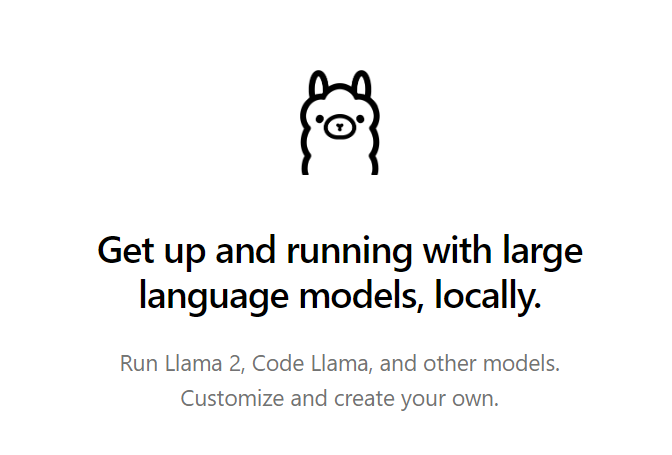 Get up and running with large
language models, locally.
Run Llama 2, Code Llama, and other models.
Customize and create your own.